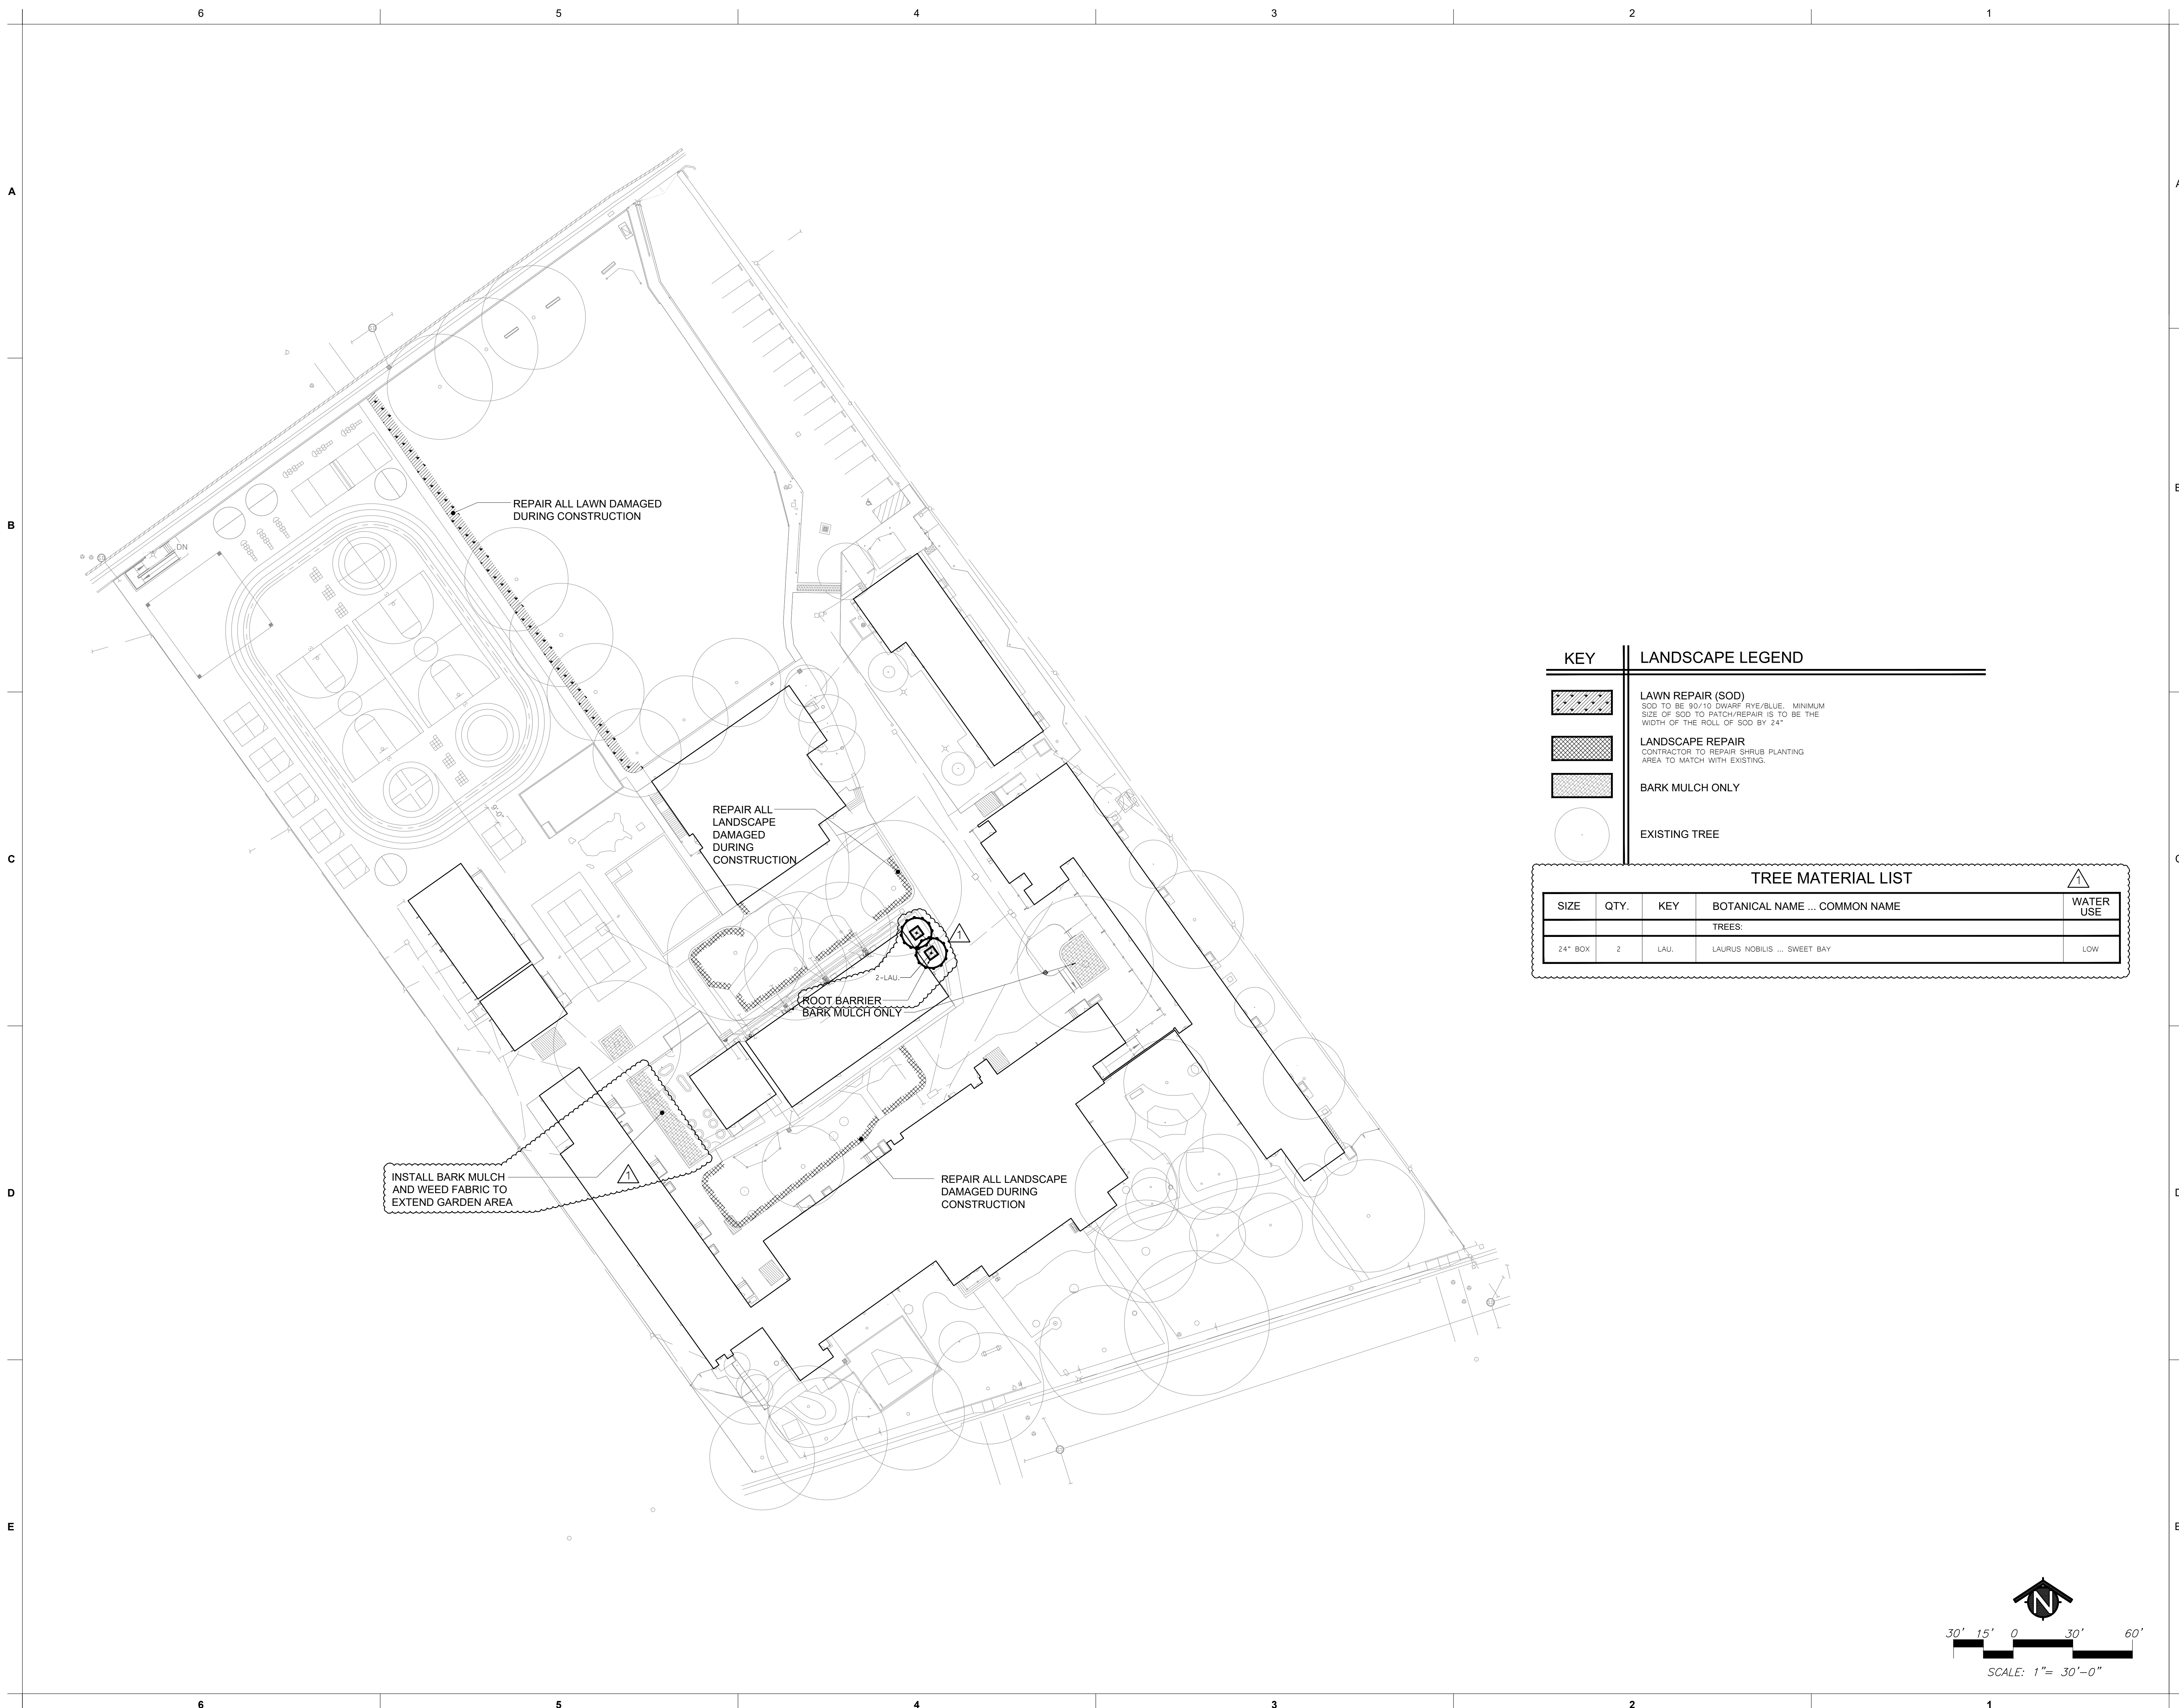 6 5 4 3 2 1
A
A
B
REPAIR ALL LAWN DAMAGED
DURING CONSTRUCTION
DN
KEY
LANDSCAPE LEGEND
LAWN REPAIR (SOD)
SOD TO BE 90/10 DWARF RYE/BLUE. MINIMUM
SIZE OF SOD TO PATCH/REPAIR IS TO BE THE
WIDTH OF THE ROLL OF SOD BY 24"
LANDSCAPE REPAIR
CONTRACTOR TO REPAIR SHRUB PLANTING
AREA TO MATCH WITH EXISTING.
BARK MULCH ONLY
EXISTING TREE
C
REPAIR ALL
LANDSCAPE
DAMAGED
DURING
CONSTRUCTION
9'-0"
TREE MATERIAL LIST
1
SIZE QTY. KEY BOTANICAL NAME ... COMMON NAME WATER
USE
TREES:
24" BOX 2 LAU. LAURUS NOBILIS ... SWEET BAY LOW
1
2-LAU.
ROOT BARRIER
BARK MULCH ONLY
D
INSTALL BARK MULCH
AND WEED FABRIC TO
EXTEND GARDEN AREA
1
REPAIR ALL LANDSCAPE
DAMAGED DURING
CONSTRUCTION
E
N
30' 15' 0 30' 60'
SCALE: 1"= 30'-0"
6 5 4 3 2 1